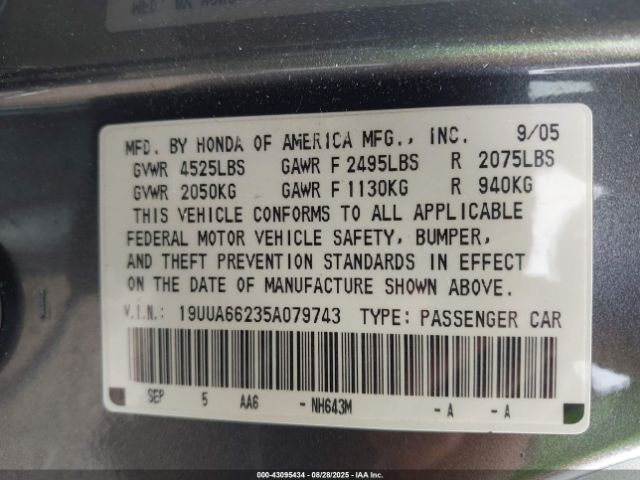 MFD. BY HONDA OF AMERICA MFG., INC. 9/05
GVWR 4525LBS GAWR F 2495LBS R 2075LBS
GVWR 2050KG GAWR F 1130KG R 940KG
THIS VEHICLE CONFORMS TO ALL APPLICABLE
FEDERAL MOTOR VEHICLE SAFETY, BUMPER,
AND THEFT PREVENTION STANDARDS IN EFFECT
ON THE DATE OF MANUFACTURE SHOWN ABOVE.
V.I.N.: 19UUA66235A079743 TYPE: PASSENGER CAR
SEP 5 AA6 - NH643M - A - A
000-43095434 - 08/28/2025 - IAA Inc.